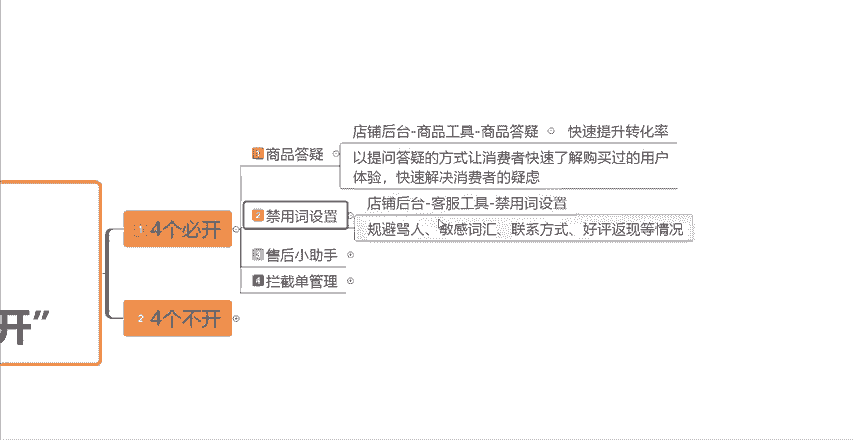 开”
1 4个必开
1 商品答疑
店铺后台-商品工具-商品答疑
快速提升转化率
以提问答疑的方式让消费者快速了解购买过的用户
体验，快速解决消费者的疑虑
2 禁用词设置
店铺后台-客服工具-禁用词设置
规避骂人、敏感词汇、联系方式、好评返现等情况
3 售后小助手
4 拦截单管理
2 4个不开